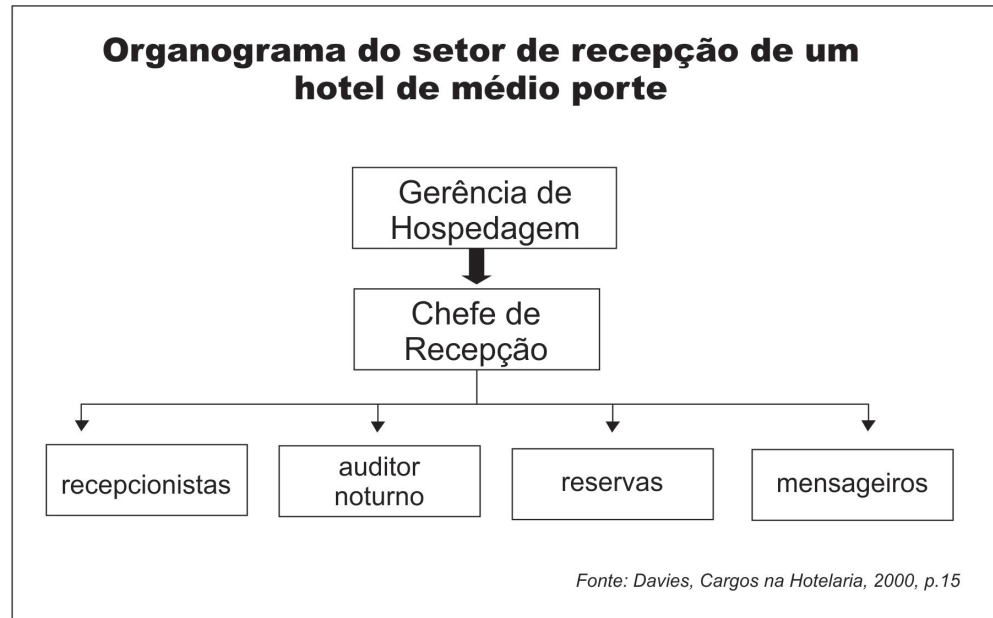 Organograma do setor de recepção de um
hotel de médio porte
Gerência de
Hospedagem
Chefe de
Recepção
recepcionistas
auditor
noturno
reservas
mensageiros
Fonte: Davies, Cargos na Hotelaria, 2000, p.15